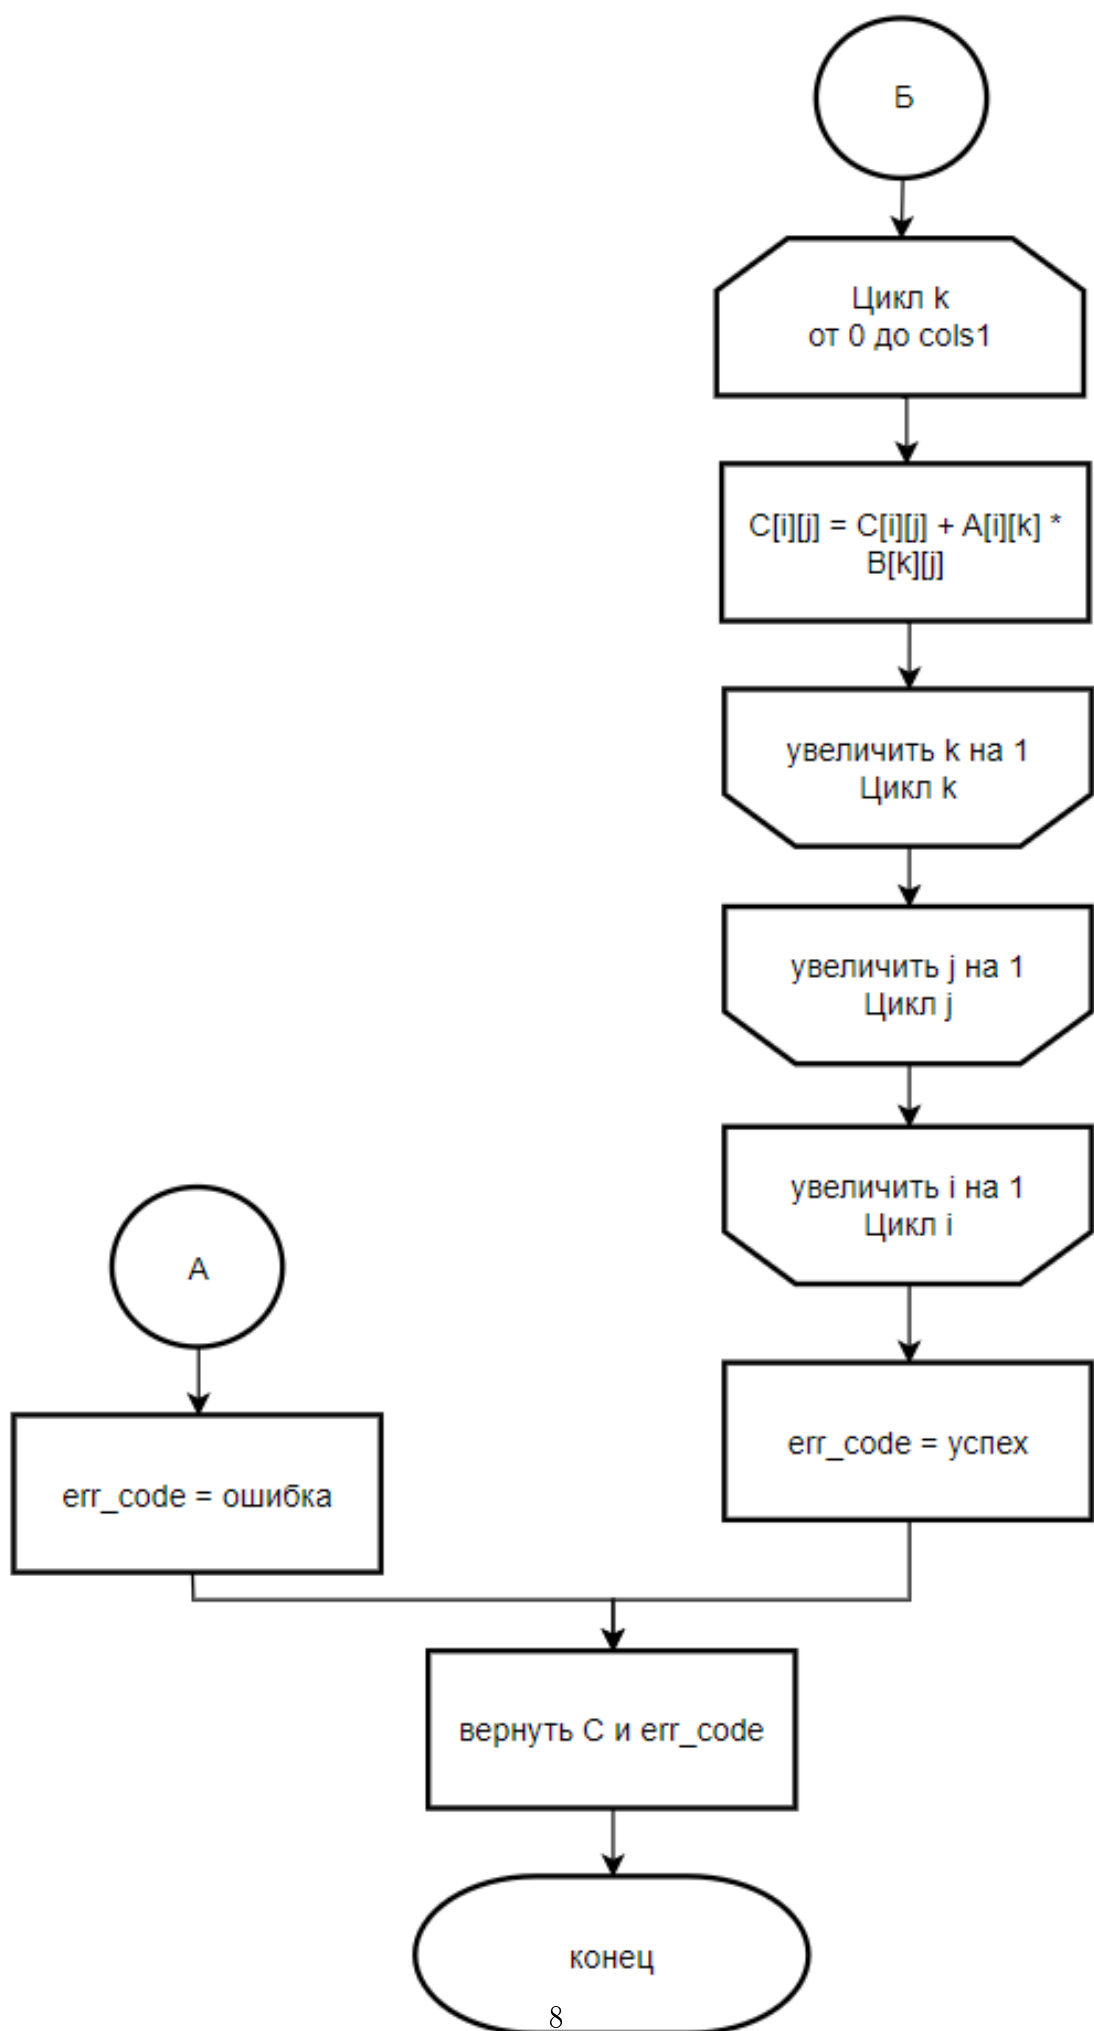 Б
Цикл k
от 0 до cols1
C[i][j] = C[i][j] + A[i][k] *
B[k][j]
увеличить k на 1
Цикл k
увеличить j на 1
Цикл j
увеличить i на 1
Цикл i
А
err_code = успех
err_code = ошибка
вернуть С и err_code
конец
8